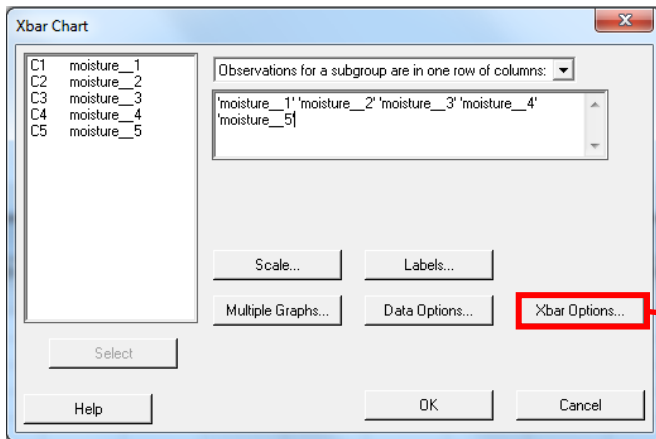 Xbar Chart
C1 moisture__1
C2 moisture__2
C3 moisture__3
C4 moisture__4
C5 moisture__5
Observations for a subgroup are in one row of columns:
'moisture__1' 'moisture__2' 'moisture__3' 'moisture__4'
'moisture__5'
Scale...
Labels...
Multiple Graphs...
Data Options...
Xbar Options...
Select
Help
OK
Cancel